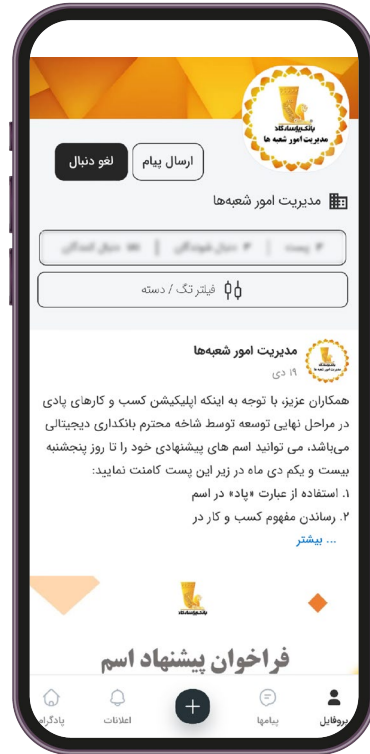 بانک پاسارگاد
مدیریت امور شعبه ها
ارسال پیام
لغو دنبال
مدیریت امور شعبه‌ها
فیلتر تگ / دسته
مدیریت امور شعبه‌ها
۱۹ دی
همکاران عزیز، با توجه به اینکه اپلیکیشن کسب و کارهای پادی
در مراحل نهایی توسعه توسط شاخه محترم بانکداری دیجیتالی
می‌باشد، می توانید اسم های پیشنهادی خود را تا روز پنجشنبه
بیست و یکم دی ماه در زیر این پست کامنت نمایید:
۱. استفاده از عبارت «پاد» در اسم
۲. رساندن مفهوم کسب و کار در
... بیشتر
بانک پاسارگاد
فراخوان پیشنهاد اسم
پروفایل
پیامها
اعلانات
پادگرام